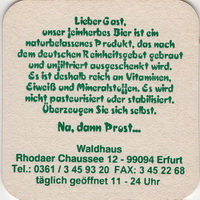 Lieber Gast,
unser feinherbes Bier ist ein
naturbelassenes Produkt, das nach
dem deutschen Reinheitsgebot gebraut
und unfiltriert ausgeschenkt wird.
Es ist deshalb reich an Vitaminen,
Eiweiß und Mineralstoffen. Es wird
nicht pasteurisiert oder stabilisiert.
Überzeugen Sie sich selbst.
Na, dann Prost...
Waldhaus
Rhodaer Chaussee 12 - 99094 Erfurt
Tel.: 0361 / 3 45 93 20 FAX: 3 45 22 68
täglich geöffnet 11 - 24 Uhr